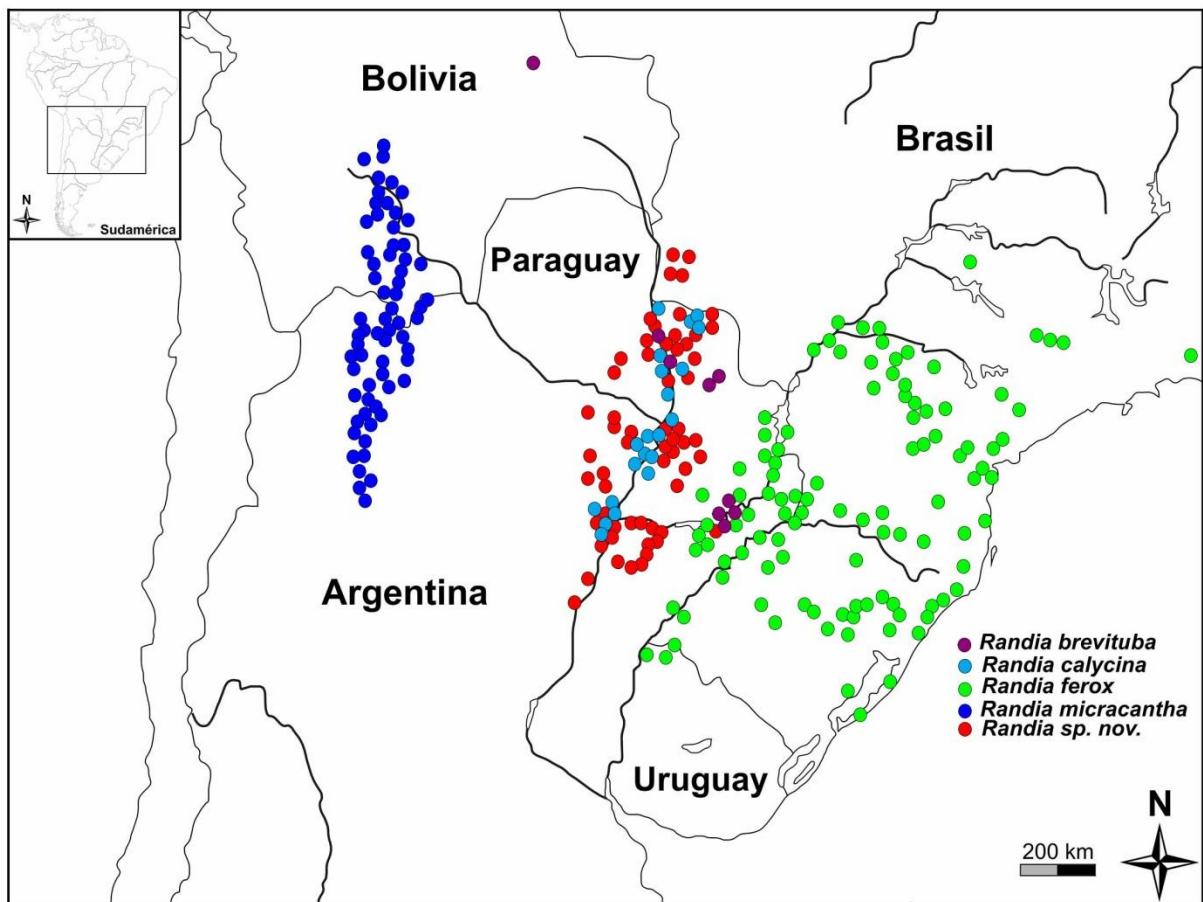 N
Sudamérica
Bolivia
Brasil
Paraguay
Argentina
Randia brevituba
Randia calycina
Randia ferox
Randia micracantha
Randia sp. nov.
Uruguay
N
200 km